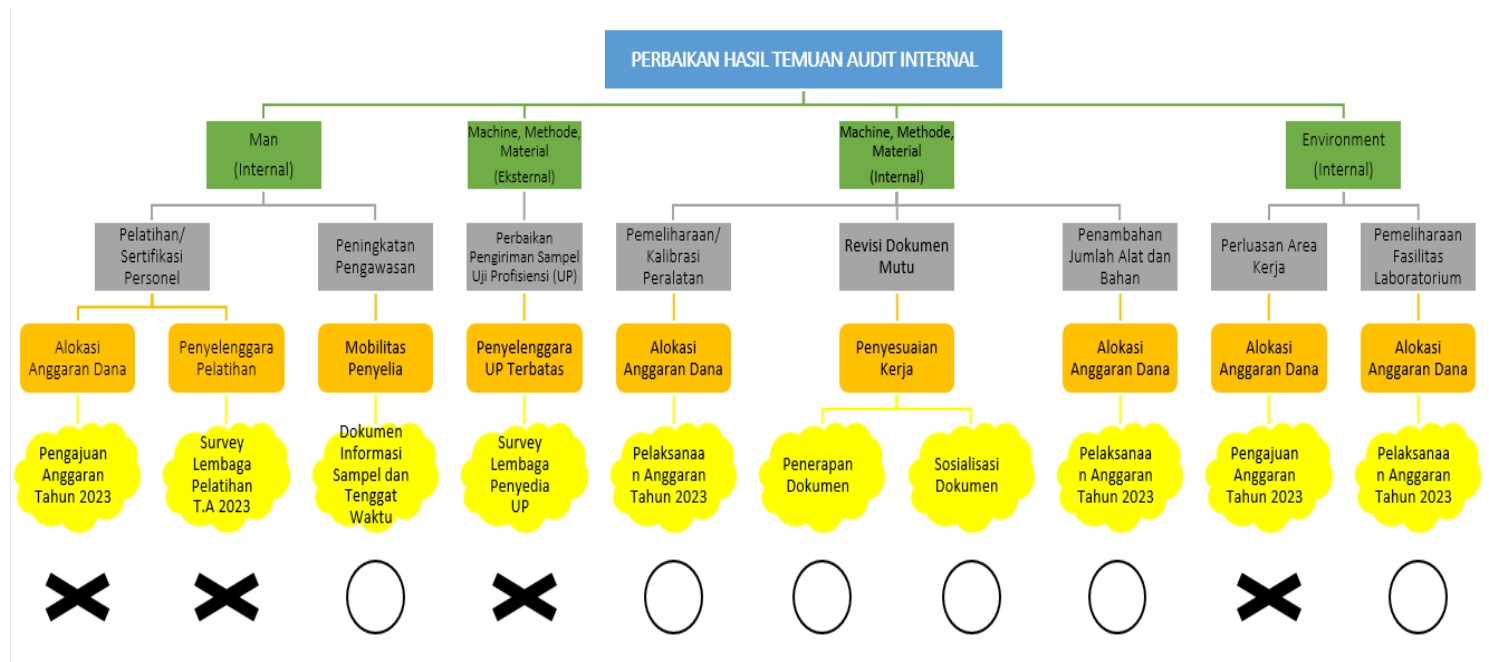 PERBAIKAN HASIL TEMUAN AUDIT INTERNAL
Man
(Internal)
Machine, Methode,
Material
(Eksternal)
Machine, Methode,
Material
(Internal)
Environment
(Internal)
Pelatihan/
Sertifikasi
Personel
Peningkatan
Pengawasan
Perbaikan
Pengiriman Sampel
Uji Profisiensi (UP)
Pemeliharaan/
Kalibrasi
Peralatan
Revisi Dokumen
Mutu
Penambahan
Jumlah Alat dan
Bahan
Perluasan Area
Kerja
Pemeliharaan
Fasilitas
Laboratorium
Alokasi
Anggaran Dana
Penyelenggara
Pelatihan
Mobilitas
Penyelia
Penyelenggara
UP Terbatas
Alokasi
Anggaran Dana
Penyesuaian
Kerja
Alokasi
Anggaran Dana
Alokasi
Anggaran Dana
Alokasi
Anggaran Dana
Pengajuan
Anggaran
Tahun 2023
Survey
Lembaga
Pelatihan
T.A 2023
Dokumen
Informasi
Sampel dan
Tenggat
Waktu
Survey
Lembaga
Penyedia
UP
Pelaksanaa
n Anggaran
Tahun 2023
Penerapan
Dokumen
Sosialisasi
Dokumen
Pelaksanaa
n Anggaran
Tahun 2023
Pengajuan
Anggaran
Tahun 2023
Pelaksanaa
n Anggaran
Tahun 2023